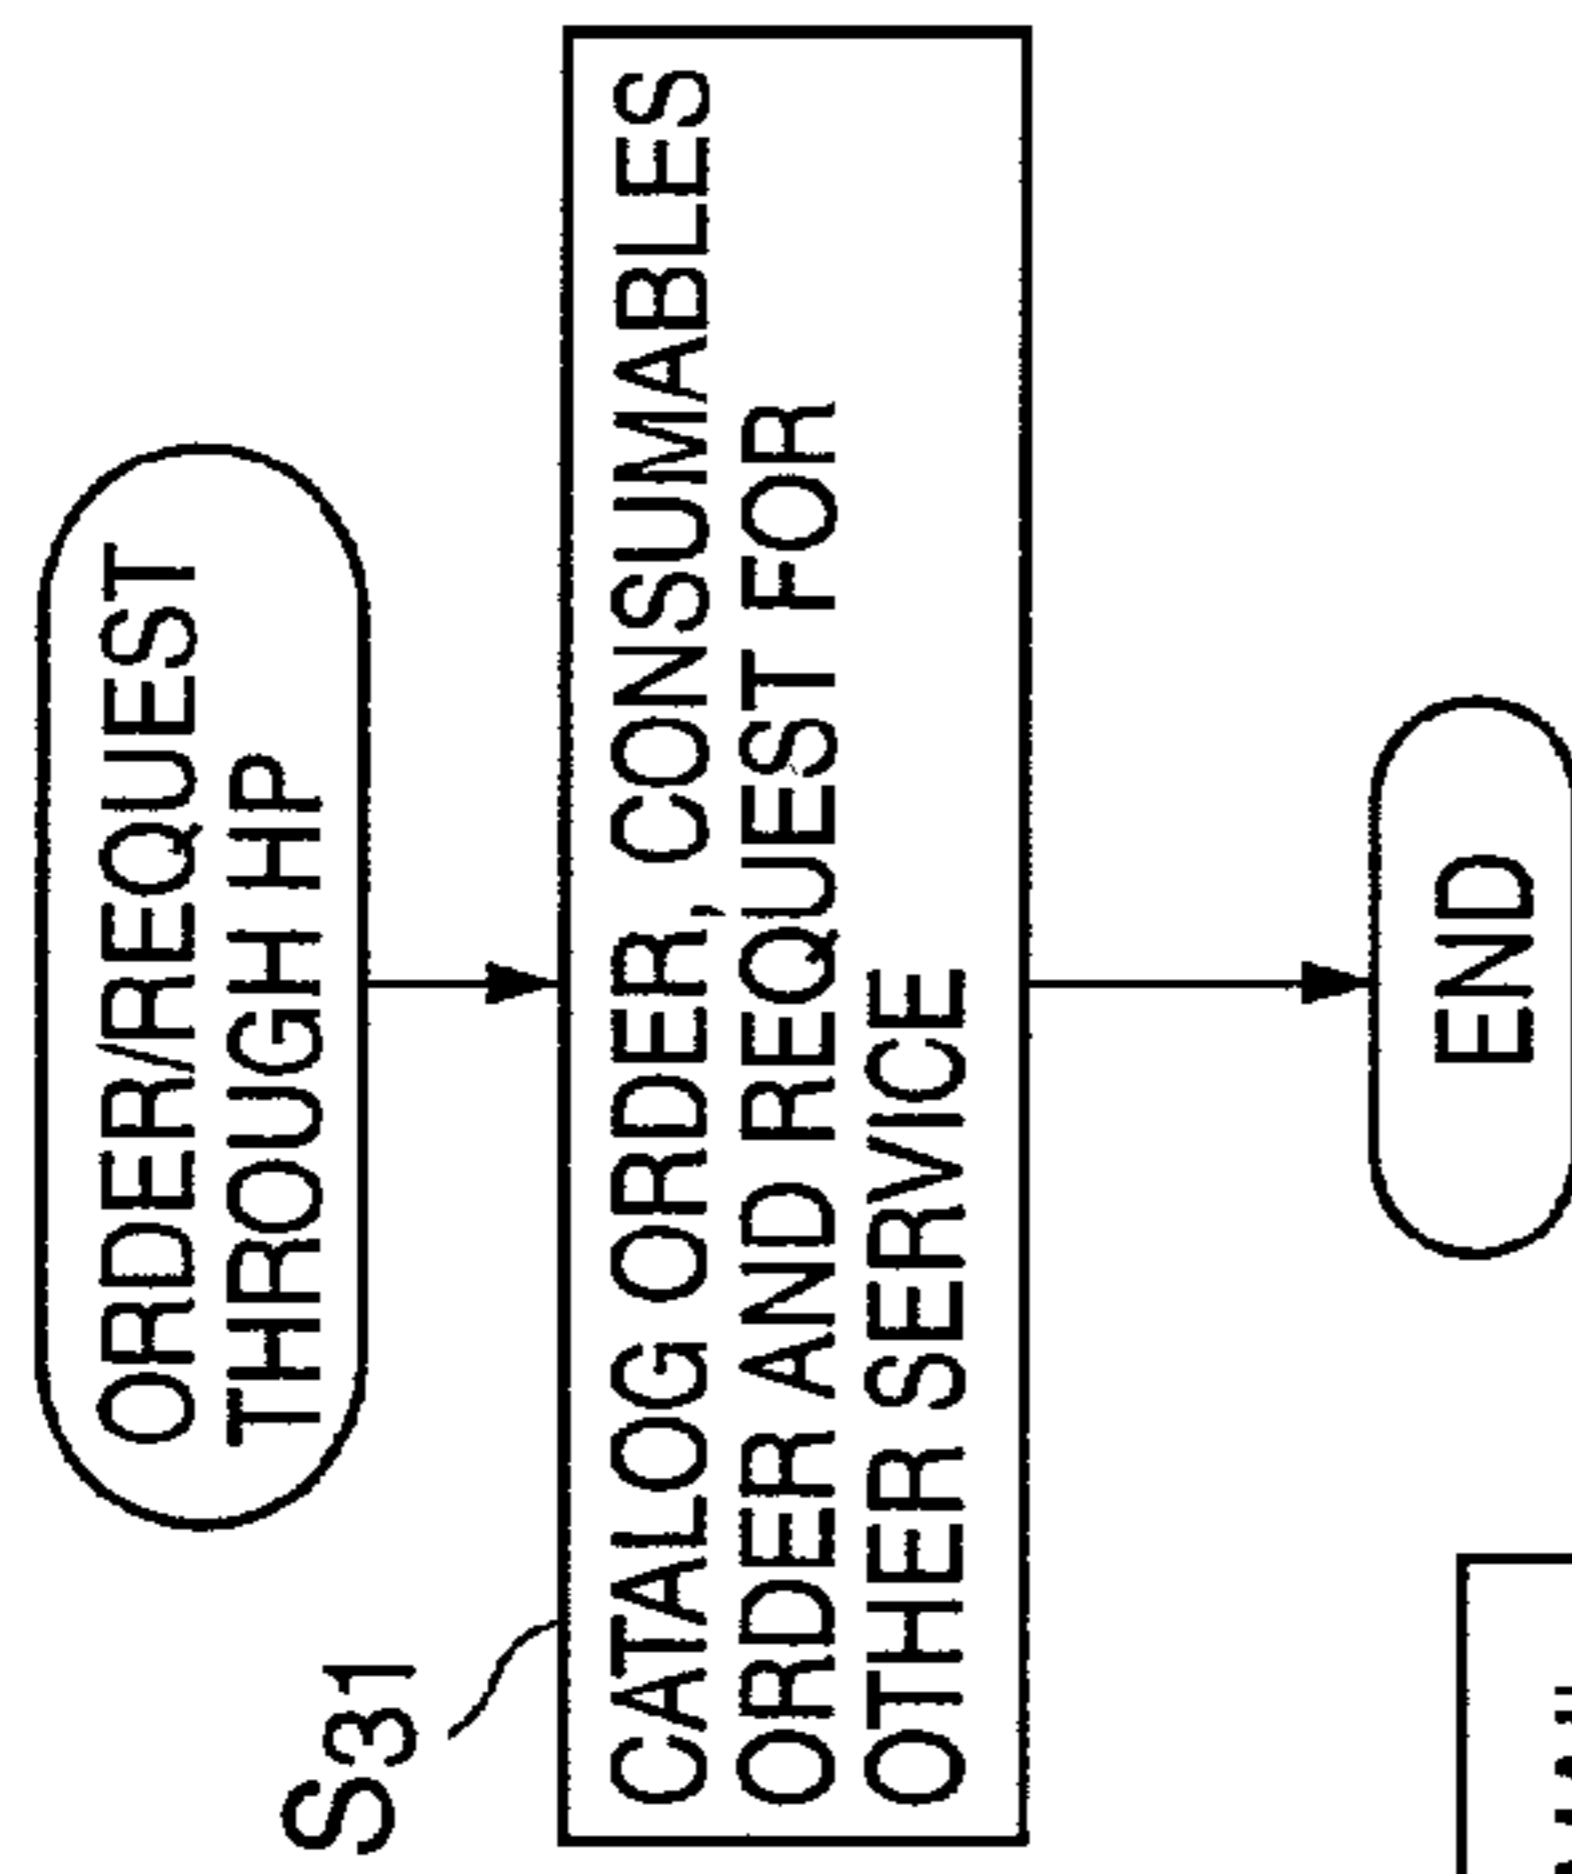 ORDER/REQUEST
THROUGH HP
S31
CATALOG ORDER, CONSUMABLES
ORDER AND REQUEST FOR
OTHER SERVICE
END